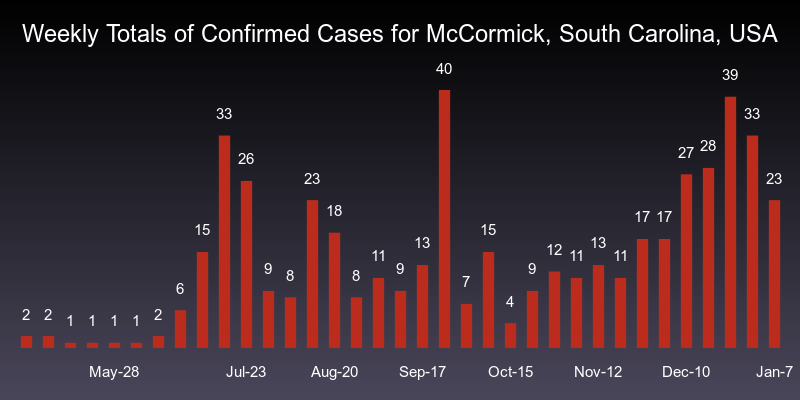 Weekly Totals of Confirmed Cases for McCormick, South Carolina, USA
2 2 1 1 1 1 2 6 15 33 26 9 8 23 18 8 11 9 13 40 7 15 4 9 12 11 13 11 17 17 27 28 39 33 23
May-28 Jul-23 Aug-20 Sep-17 Oct-15 Nov-12 Dec-10 Jan-7